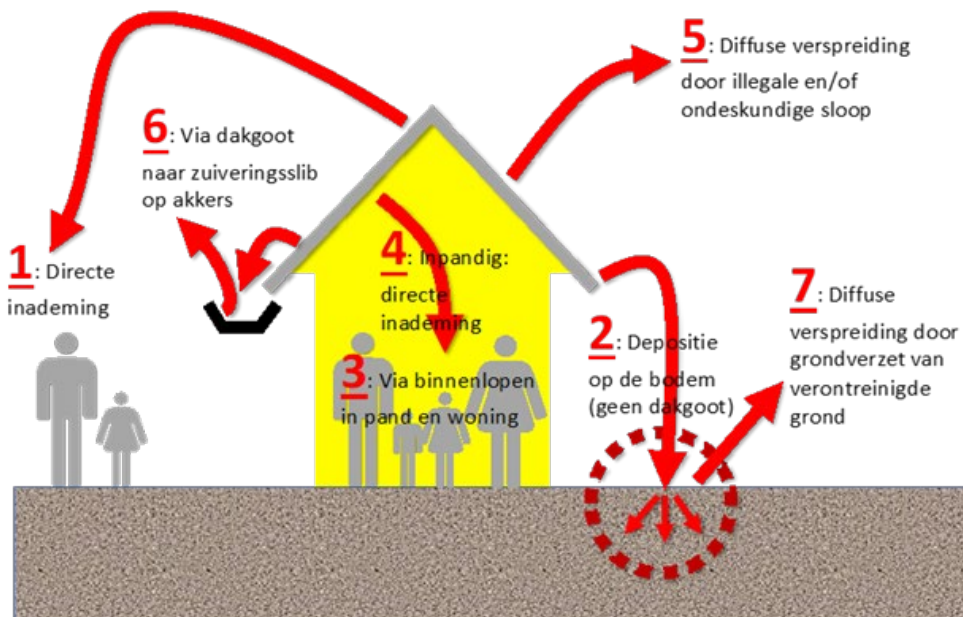 5: Diffuse verspreiding
door illegale en/of
ondeskundige sloop
6: Via dakgoot
naar zuiveringsslib
op akkers
1: Directe
inademing
4: Inpandig:
directe
inademing
7: Diffuse
verspreiding door
grondverzet van
verontreinigde
grond
2: Depositie
op de bodem
(geen dakgoot)
3: Via binnenlopen
in pand en woning